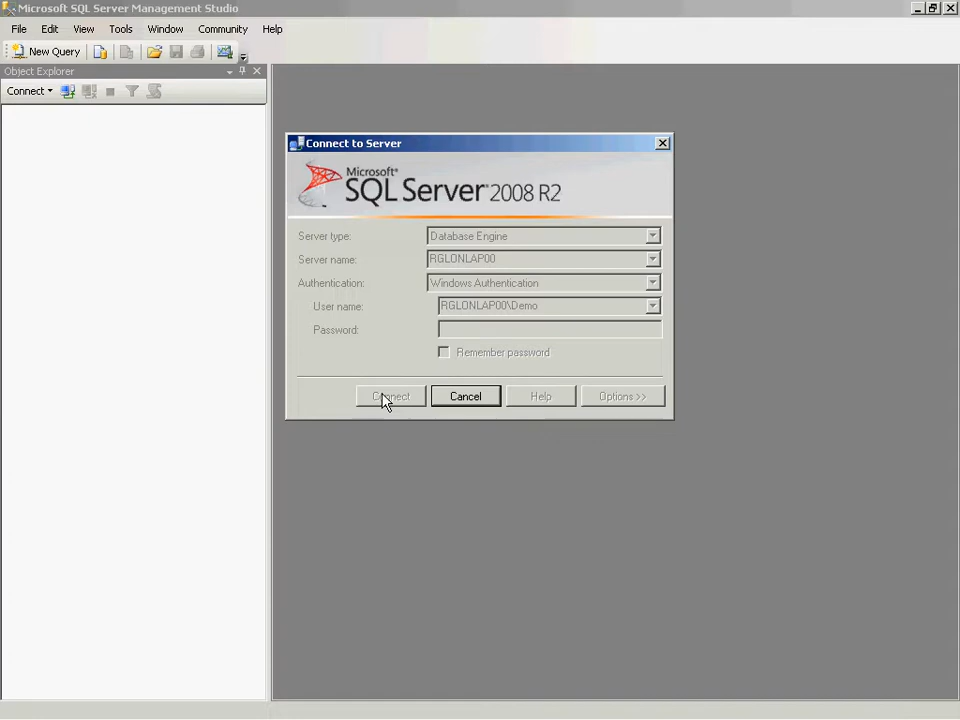 Microsoft SQL Server Management Studio
File Edit View Tools Window Community Help
New Query
Object Explorer
Connect
Connect to Server
Microsoft®
SQL Server® 2008 R2
Server type: Database Engine
Server name: RGLONLAP00
Authentication: Windows Authentication
User name: RGLONLAP00\Demo
Password:
Remember password
Connect Cancel Help Options >>